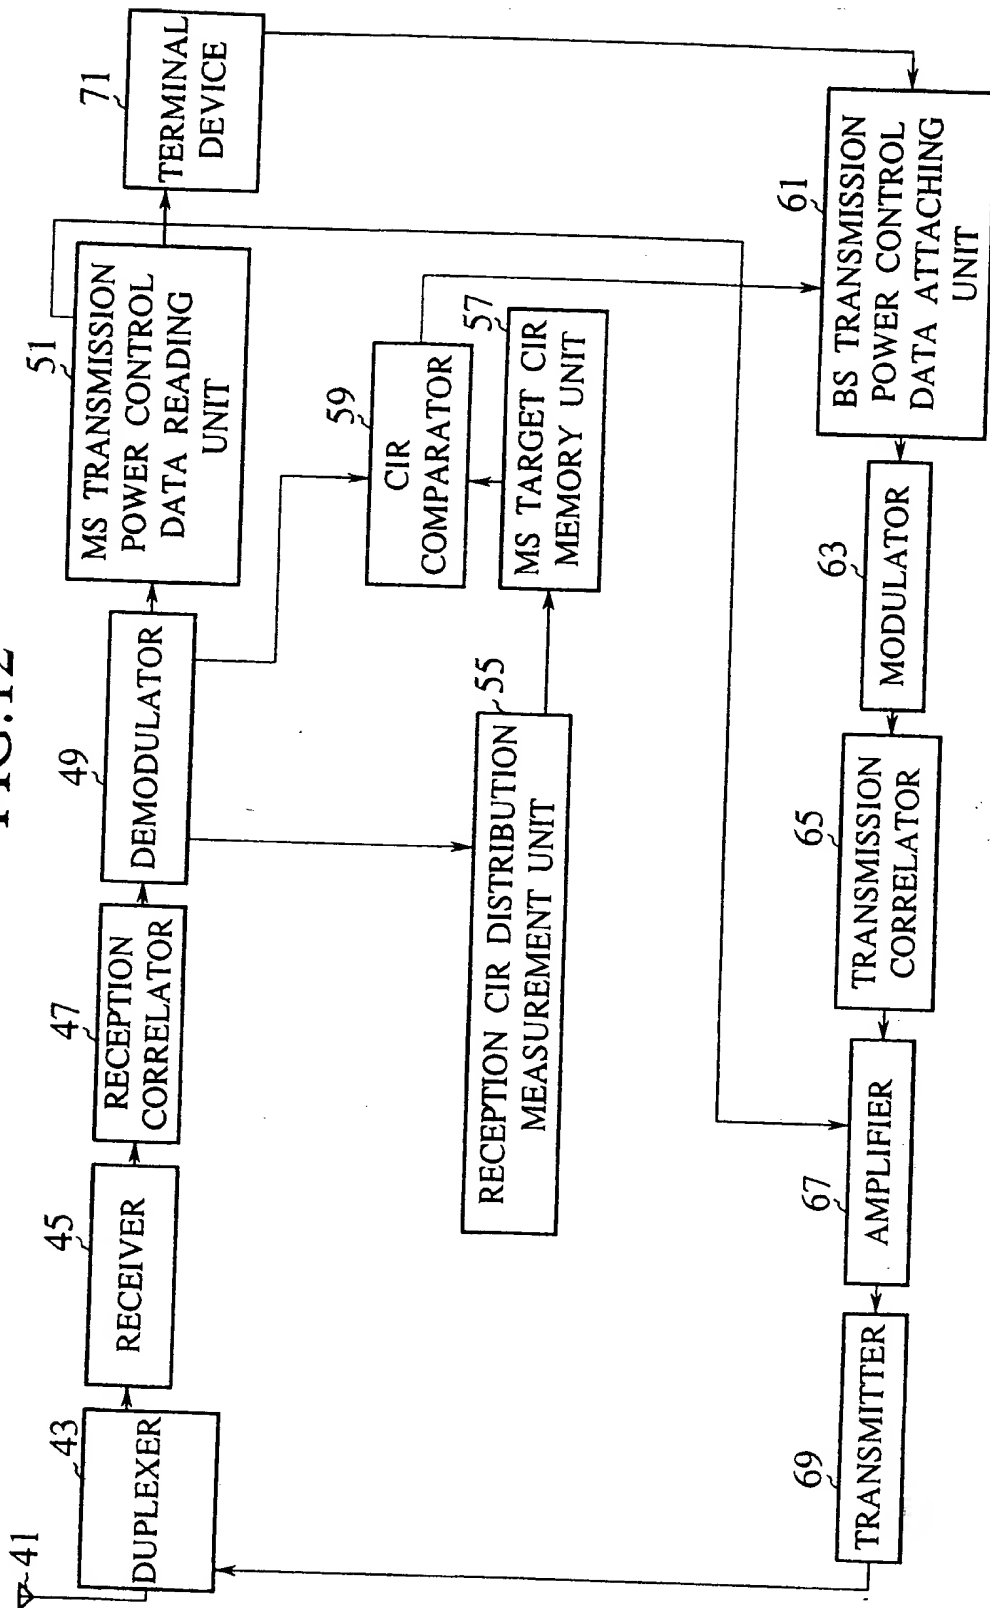 FIG.12
41
43
DUPLEXER
45
RECEIVER
47
RECEPTION
CORRELATOR
49
DEMODULATOR
51
MS TRANSMISSION
POWER CONTROL
DATA READING
UNIT
71
TERMINAL
DEVICE
59
CIR
COMPARATOR
57
MS TARGET CIR
MEMORY UNIT
55
RECEPTION CIR DISTRIBUTION
MEASUREMENT UNIT
69
TRANSMITTER
67
AMPLIFIER
65
TRANSMISSION
CORRELATOR
63
MODULATOR
61
BS TRANSMISSION
POWER CONTROL
DATA ATTACHING
UNIT